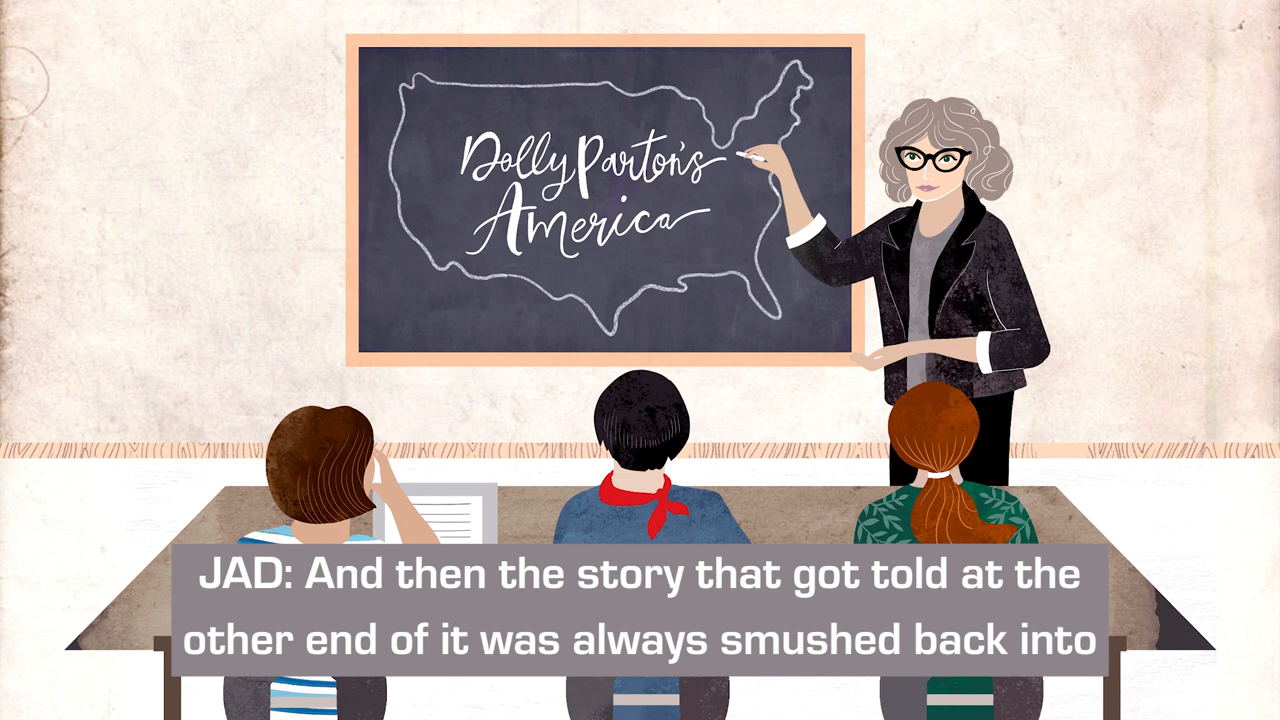 Dolly Parton's
America
JAD: And then the story that got told at the
other end of it was always smushed back into